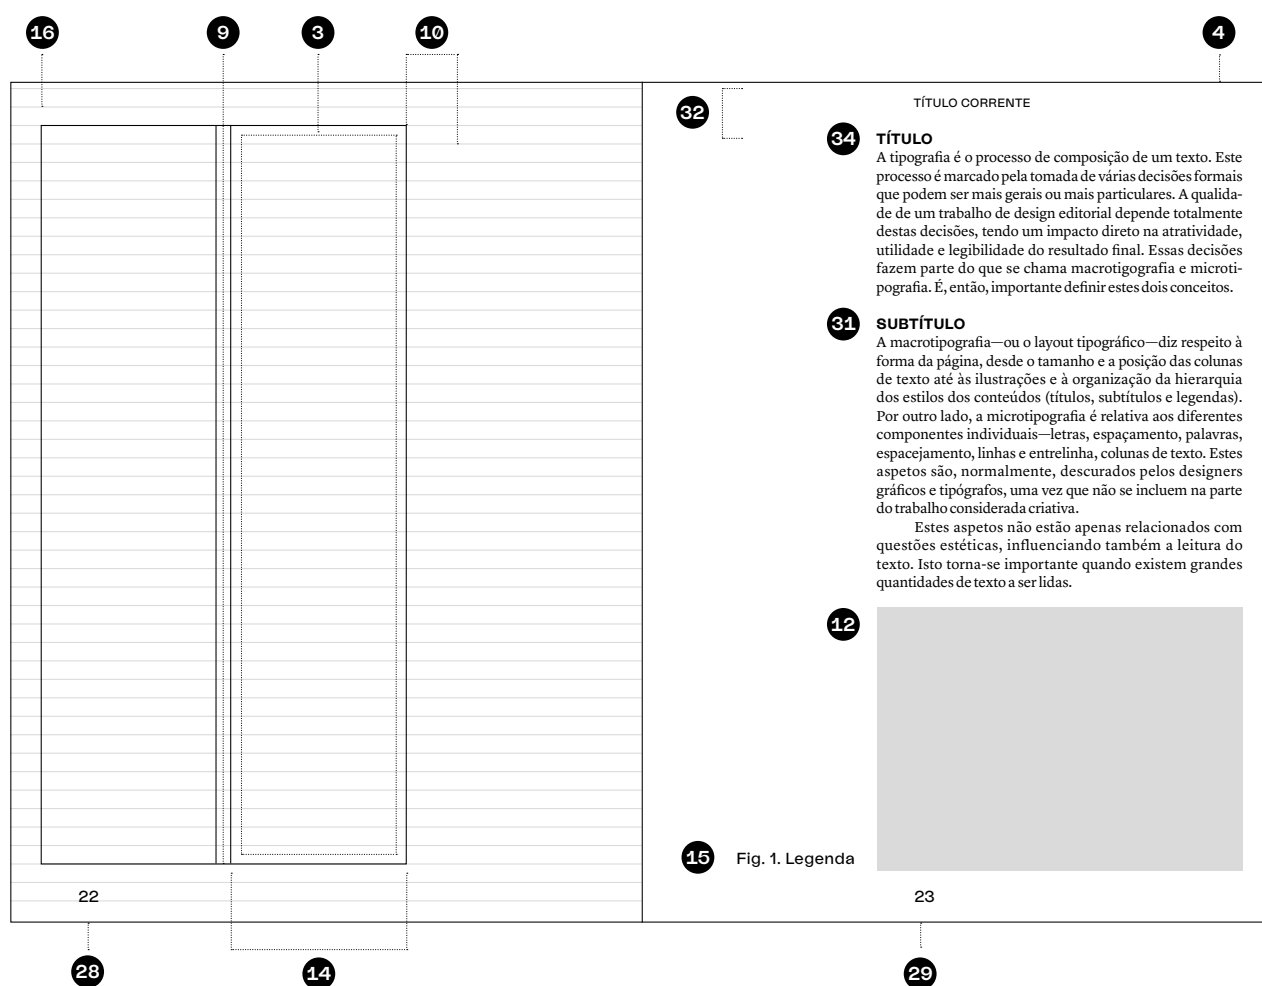 16 9 3 10 4
32
TÍTULO CORRENTE
34
TÍTULO
A tipografia é o processo de composição de um texto. Este
processo é marcado pela tomada de várias decisões formais
que podem ser mais gerais ou mais particulares. A qualida-
de de um trabalho de design editorial depende totalmente
destas decisões, tendo um impacto direto na atratividade,
utilidade e legibilidade do resultado final. Essas decisões
fazem parte do que se chama macrotigografia e microti-
pografia. É, então, importante definir estes dois conceitos.
31
SUBTÍTULO
A macrotipografia—ou o layout tipográfico—diz respeito à
forma da página, desde o tamanho e a posição das colunas
de texto até às ilustrações e à organização da hierarquia
dos estilos dos conteúdos (títulos, subtítulos e legendas).
Por outro lado, a microtipografia é relativa aos diferentes
componentes individuais—letras, espaçamento, palavras,
espacejamento, linhas e entrelinha, colunas de texto. Estes
aspetos são, normalmente, descurados pelos designers
gráficos e tipógrafos, uma vez que não se incluem na parte
do trabalho considerada criativa.
Estes aspetos não estão apenas relacionados com
questões estéticas, influenciando também a leitura do
texto. Isto torna-se importante quando existem grandes
quantidades de texto a ser lidas.
12
15 Fig. 1. Legenda
22 23
28 14 29